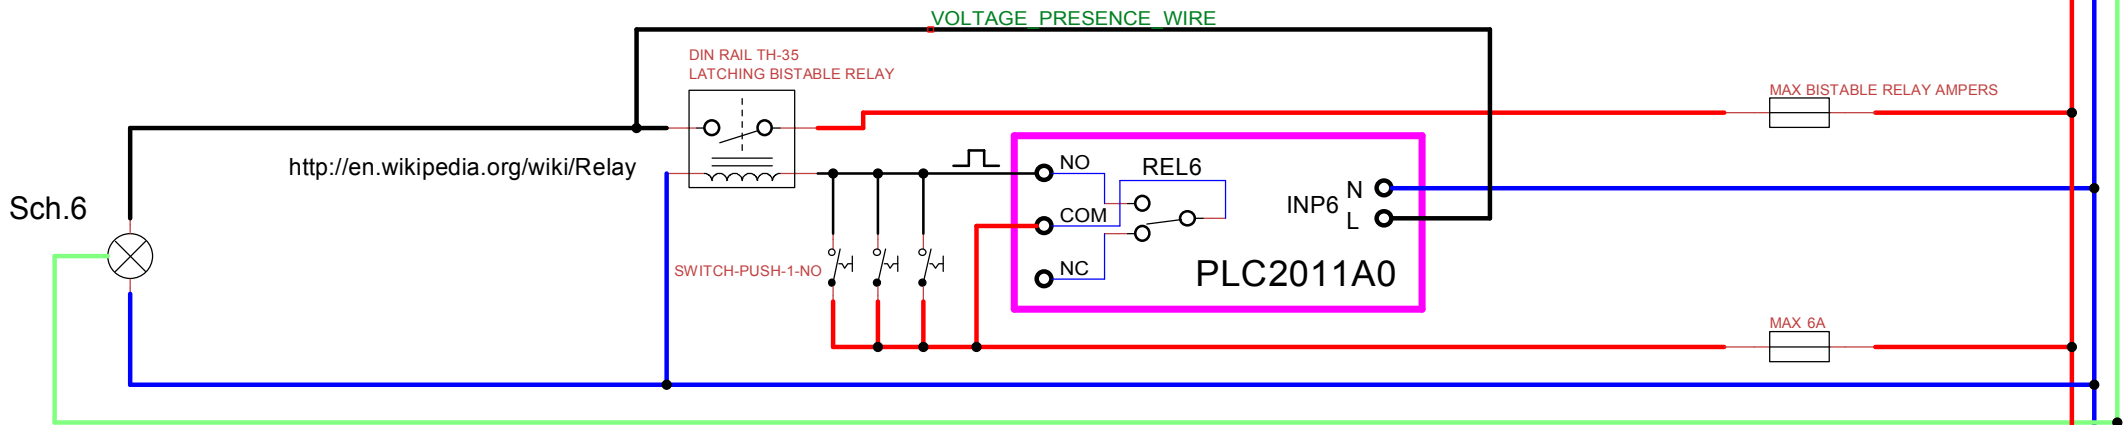 VOLTAGE_PRESENCE_WIRE
DIN RAIL TH-35
LATCHING BISTABLE RELAY
MAX BISTABLE RELAY AMPERS
http://en.wikipedia.org/wiki/Relay
NO
REL6
Sch.6
COM
INP6
N
L
SWITCH-PUSH-1-NO
NC
PLC2011A0
MAX 6A